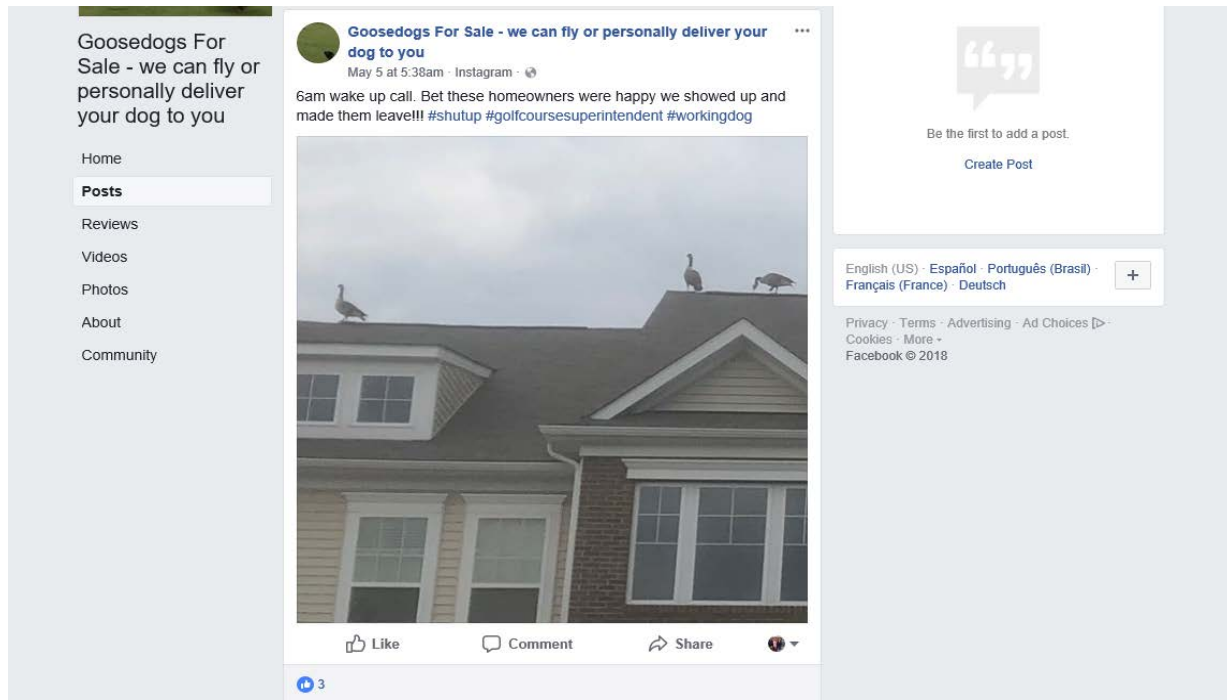 Goosedogs For
Sale - we can fly or
personally deliver
your dog to you
Home
Posts
Reviews
Videos
Photos
About
Community
Goosedogs For Sale - we can fly or personally deliver your
dog to you
May 5 at 5:38am · Instagram ·
6am wake up call. Bet these homeowners were happy we showed up and
made them leave!!! #shutup #golfcoursesuperintendent #workingdog
Like Comment Share
3
Be the first to add a post.
Create Post
English (US) · Español · Português (Brasil) ·
Français (France) · Deutsch
+
Privacy · Terms · Advertising · Ad Choices ·
Cookies · More
Facebook © 2018